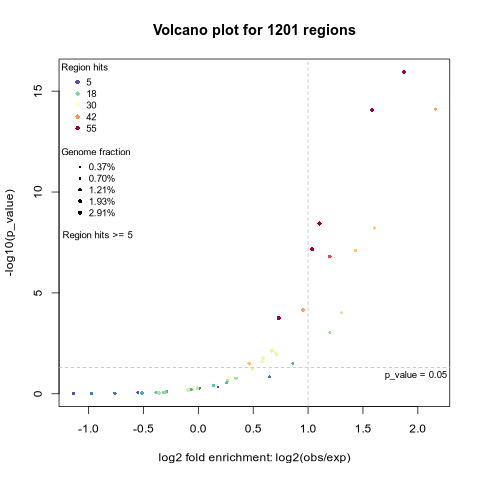 Volcano plot for 1201 regions
Region hits
5
18
30
42
55
Genome fraction
0.37%
0.70%
1.21%
1.93%
2.91%
Region hits >= 5
p_value = 0.05
-log10(p_value)
15
10
5
0
-1.0 -0.5 0.0 0.5 1.0 1.5 2.0
log2 fold enrichment: log2(obs/exp)